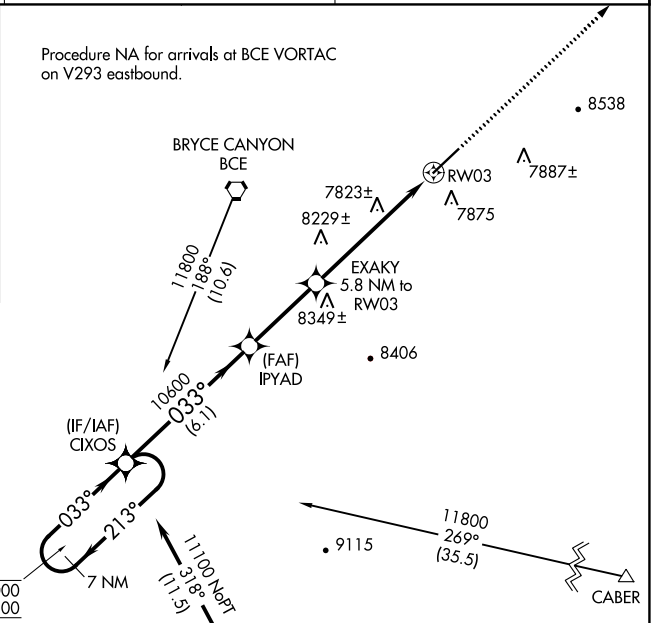 Procedure NA for arrivals at BCE VORTAC
on V293 eastbound.
8538
BRYCE CANYON
BCE
RW03
7887±
7823±
7875
8229±
11800
188°
(10.6)
EXAKY
5.8 NM to
RW03
8349±
(FAF)
IPYAD
8406
10600
033°
(6.1)
(IF/IAF)
CIXOS
033°
213°
11800
269°
(35.5)
9115
11100 NoPT
318°
(11.5)
7 NM
CABER
00
00